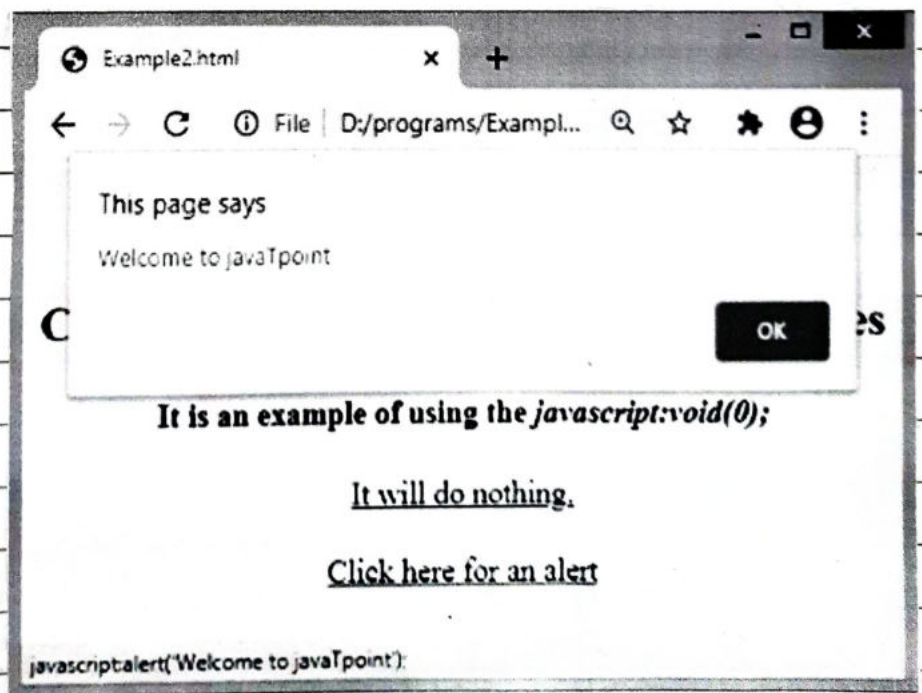 Example2.html
File D:/programs/Exampl...
This page says
Welcome to javaTpoint
OK
C es
It is an example of using the javascript:void(0);
It will do nothing.
Click here for an alert
javascript:alert('Welcome to javaTpoint');